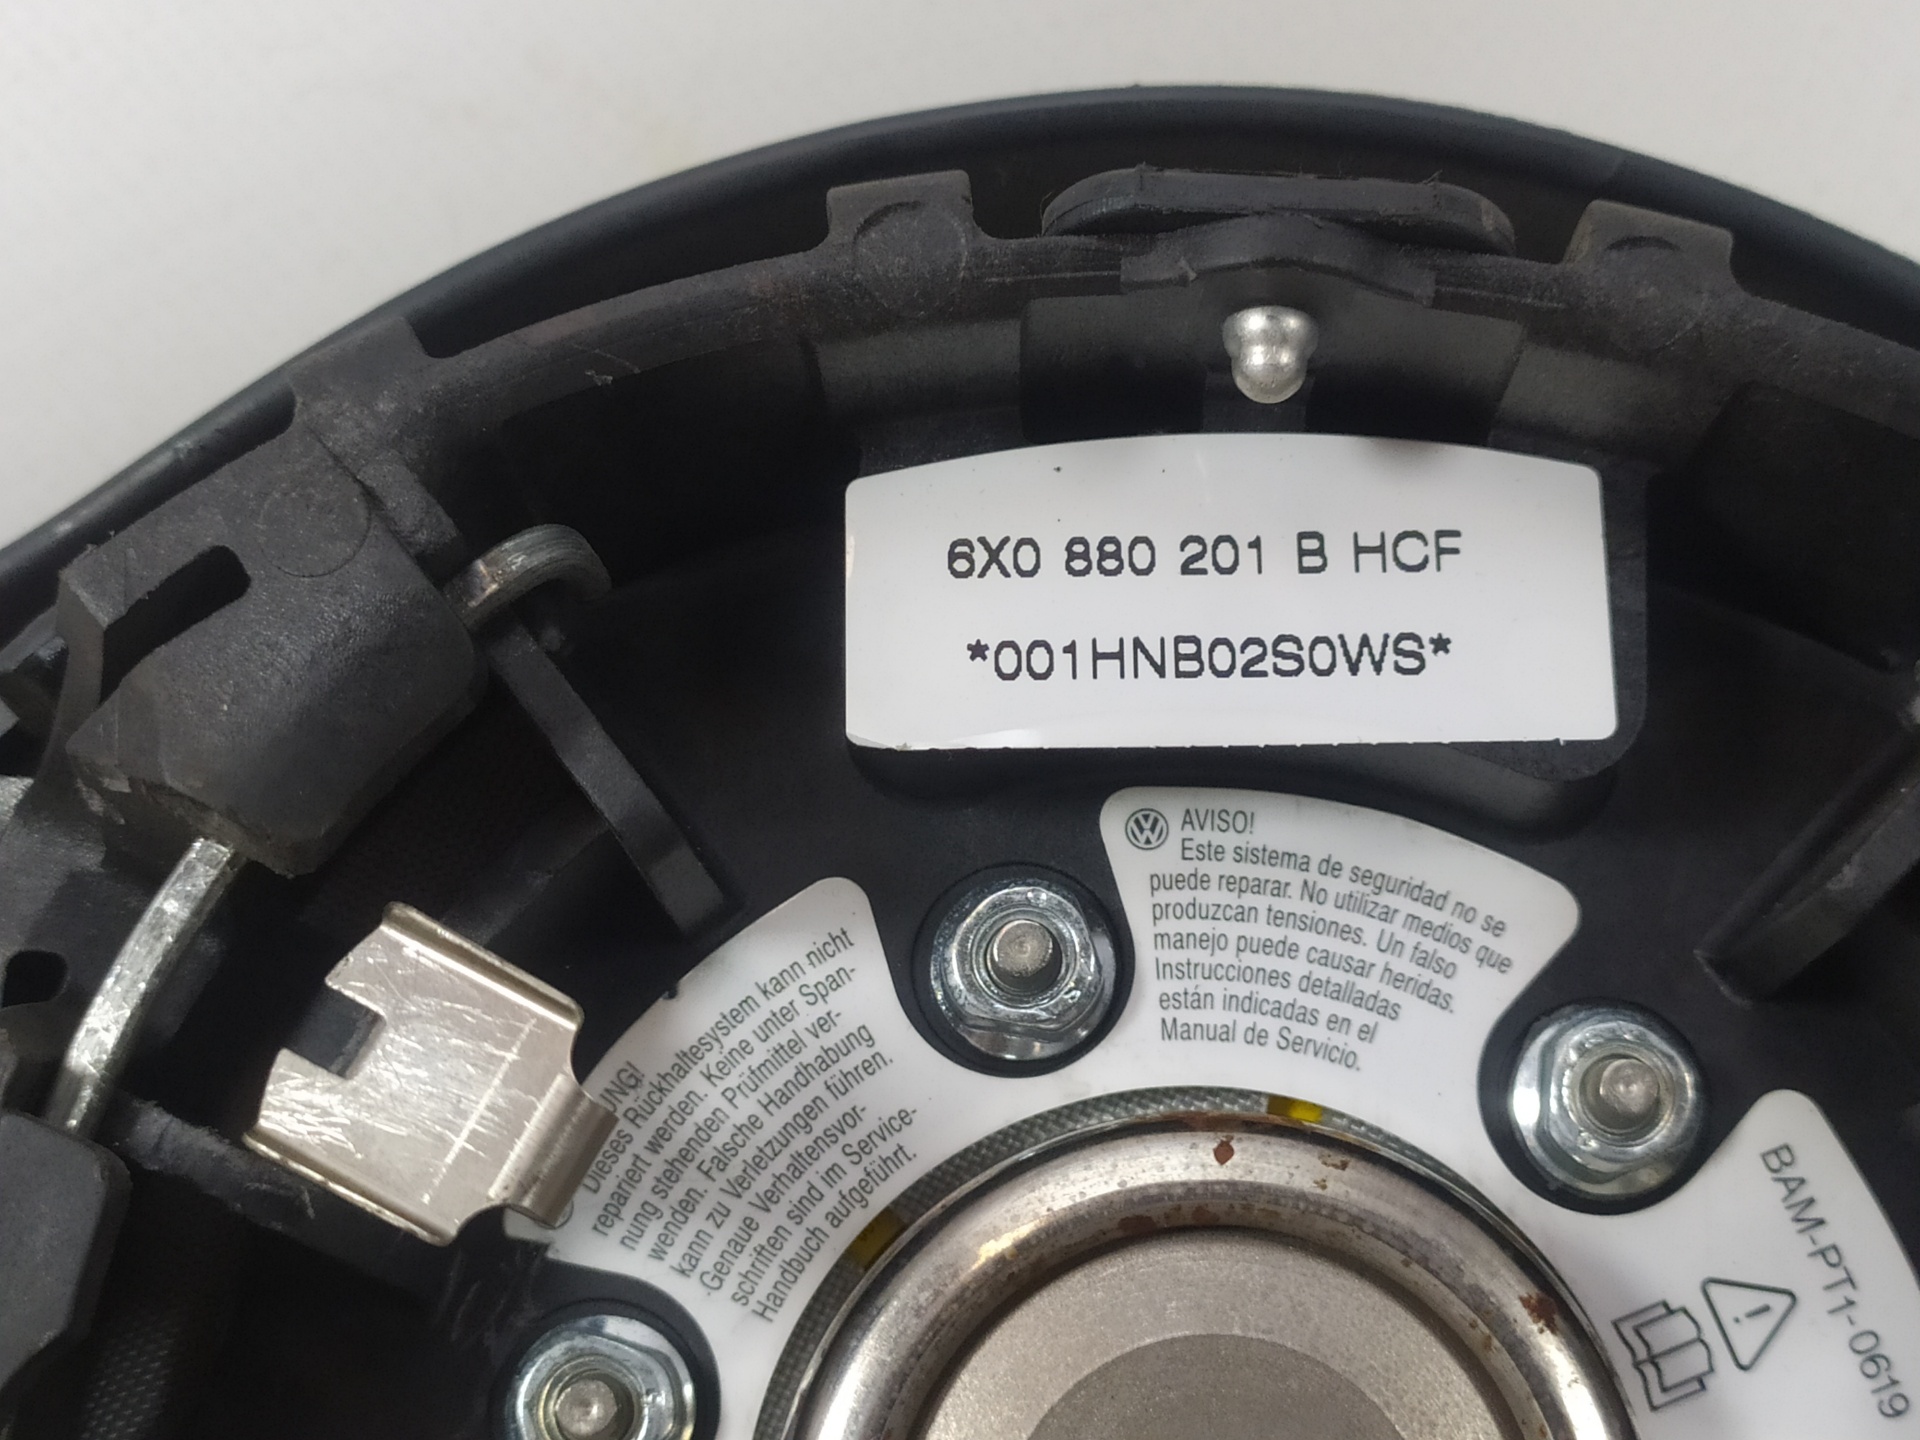 6X0 880 201 B HCF
*001HNB02S0WS*
AVISO!
Este sistema de seguridad no se
puede reparar. No utilizar medios que
produzcan tensiones. Un falso
manejo puede causar heridas.
Instrucciones detalladas
están indicadas en el
Manual de Servicio.
UNG!
Dieses Rückhaltesystem kann nicht
repariert werden. Keine unter Span-
nung stehenden Prüfmittel ver-
wenden. Falsche Handhabung
kann zu Verletzungen führen.
Genaue Verhaltensvor-
schriften sind im Service-
Handbuch aufgeführt.
BAM-PT1-0619